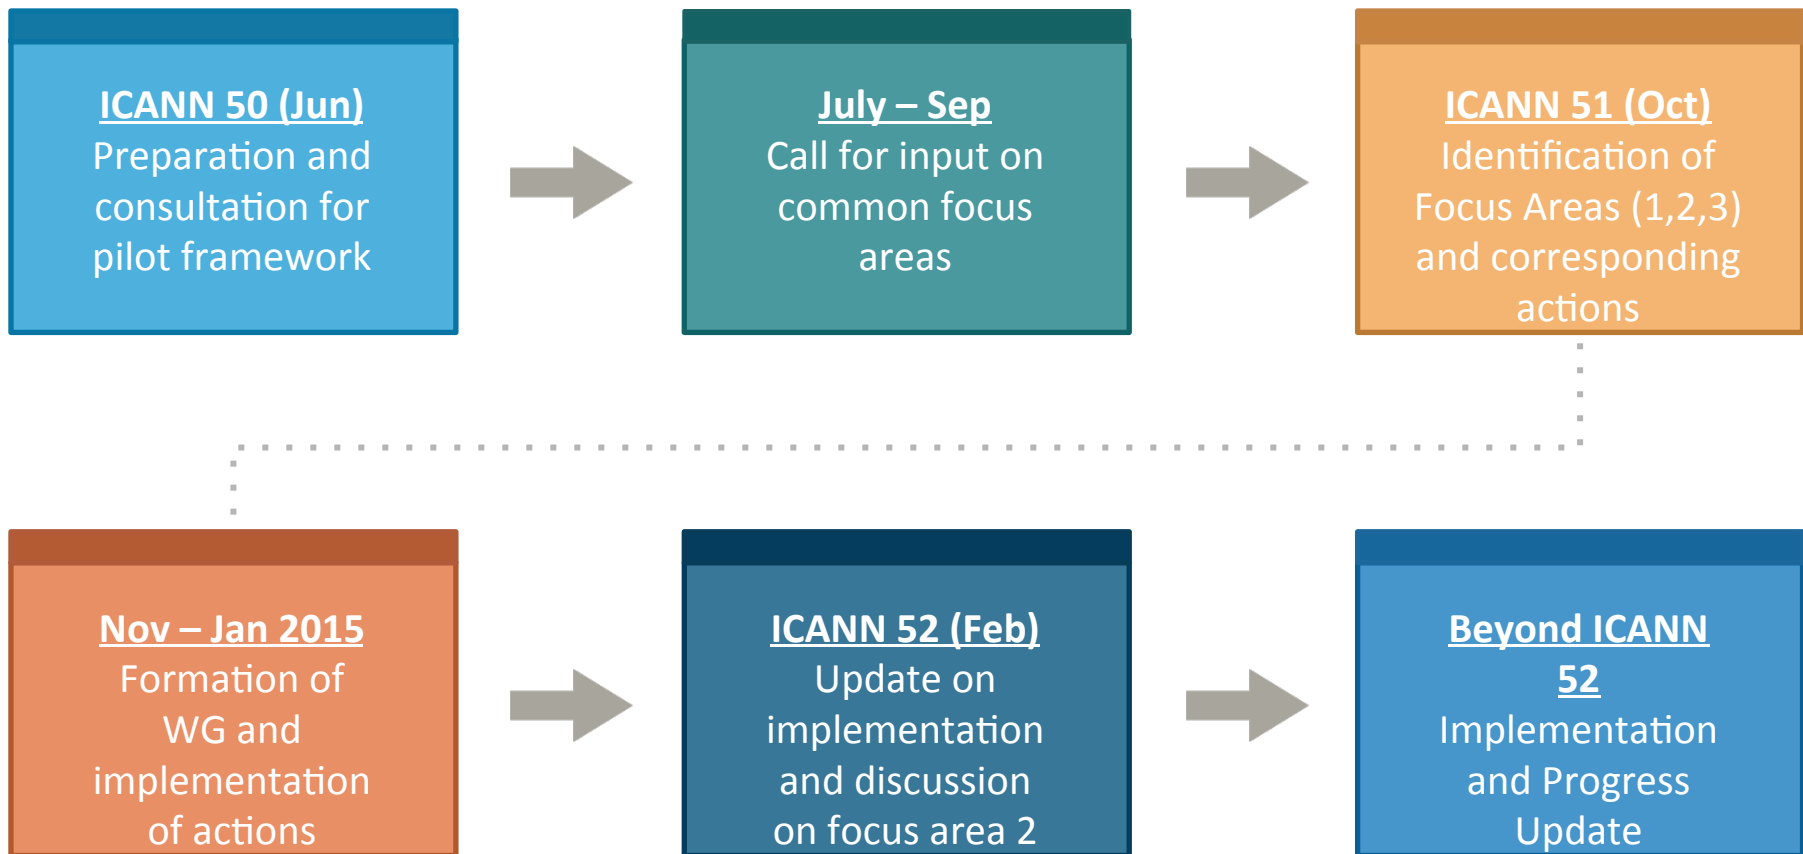 ICANN 50 (Jun)
Preparation and
consultation for
pilot framework
July – Sep
Call for input on
common focus
areas
ICANN 51 (Oct)
Identification of
Focus Areas (1,2,3)
and corresponding
actions
Nov – Jan 2015
Formation of
WG and
implementation
of actions
ICANN 52 (Feb)
Update on
implementation
and discussion
on focus area 2
Beyond ICANN
52
Implementation
and Progress
Update